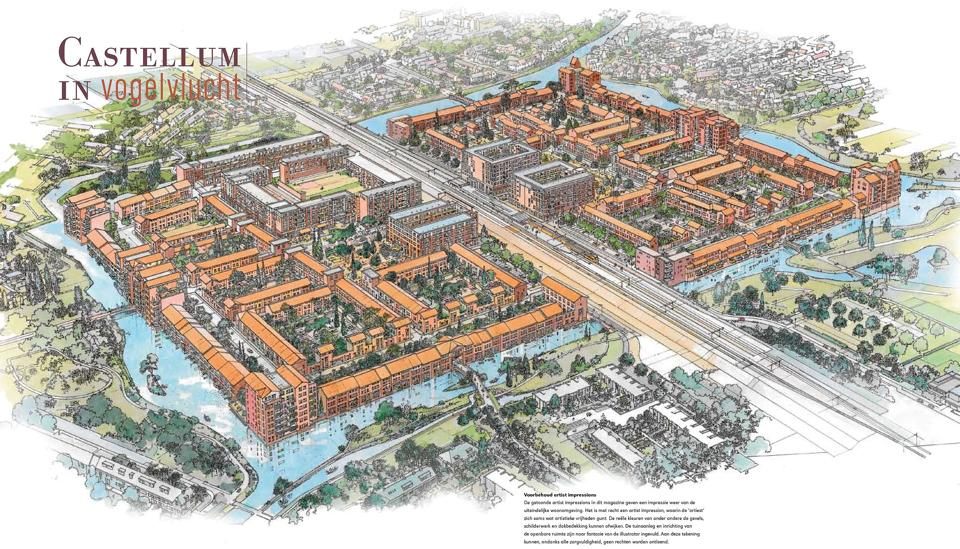 CASTELLUM
IN vogelvlucht
Voorbehoud artist impressions
De getoonde artist impressions in dit magazine geven een impressie weer van de
uiteindelijke woonomgeving. Het is met recht een artist impression, waarin de 'artiest'
zich soms wat artistieke vrijheden gunt. De reële kleuren van onder andere de gevels,
schilderwerk en dakbedekking kunnen afwijken. De tuinaanleg en inrichting van
de openbare ruimte zijn naar fantasie van de illustrator ingevuld. Aan deze tekening
kunnen, ondanks alle zorgvuldigheid, geen rechten worden ontleend.